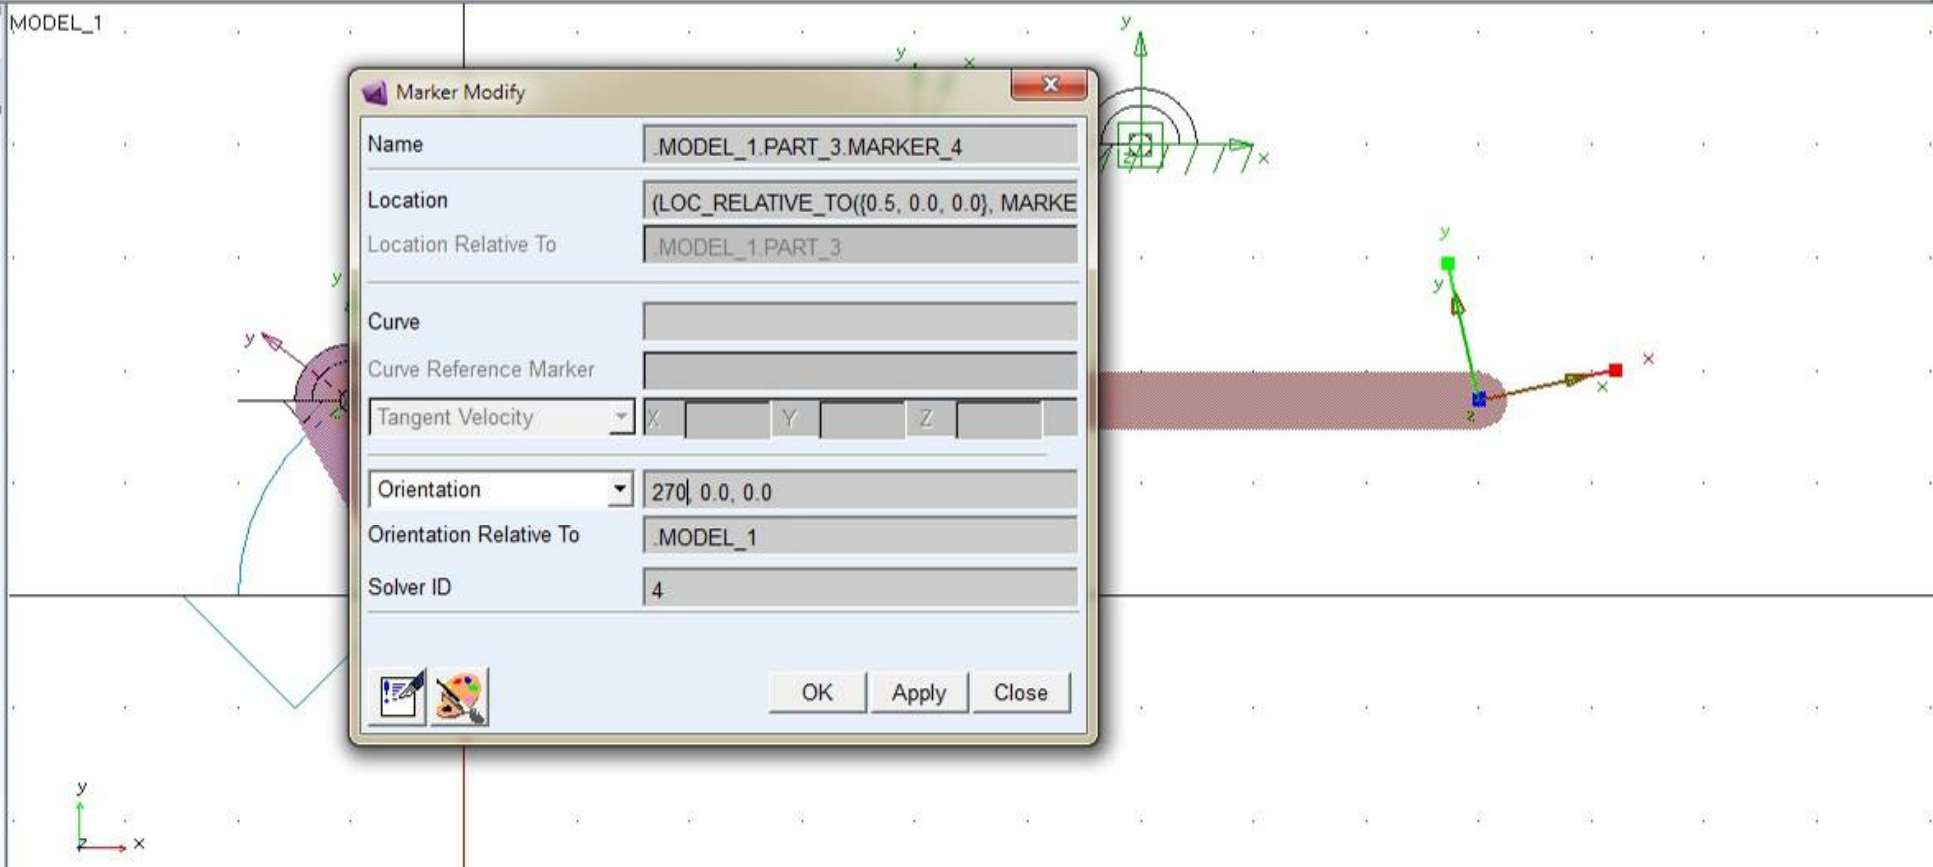 MODEL_1
y
y
x
Marker Modify
Name
.MODEL_1.PART_3.MARKER_4
z
x
Location
(LOC_RELATIVE_TO({0.5, 0.0, 0.0}, MARKE
Location Relative To
.MODEL_1.PART_3
y
y
y
Curve
y
Curve Reference Marker
x
x
Tangent Velocity
X
Y
Z
z
Orientation
270, 0.0, 0.0
Orientation Relative To
.MODEL_1
Solver ID
4
OK
Apply
Close
y
z
x